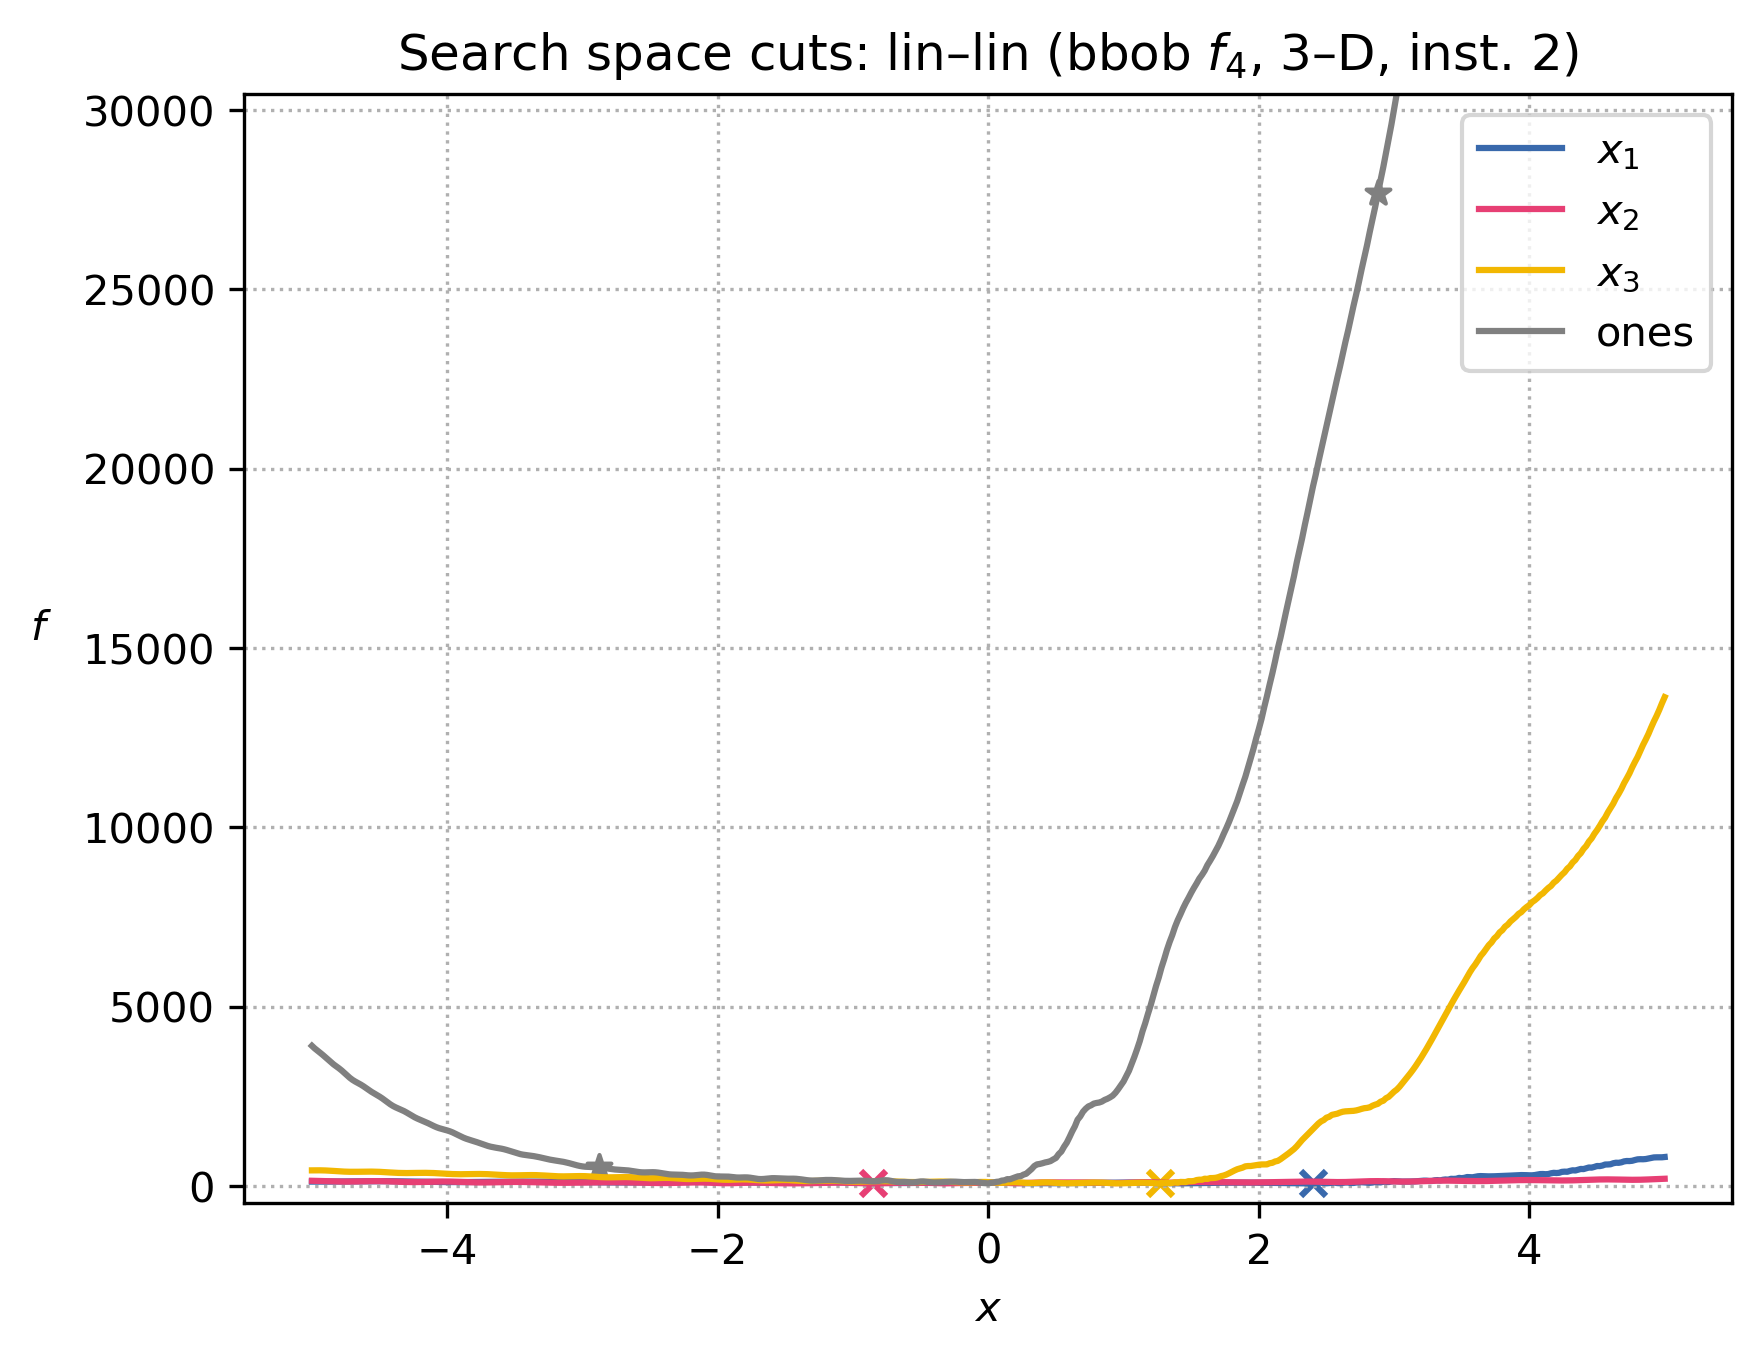 Search space cuts: lin–lin (bbob f₄, 3–D, inst. 2)
30000
25000
20000
15000
10000
5000
0
f
x₁
x₂
x₃
ones
−4 −2 0 2 4
x